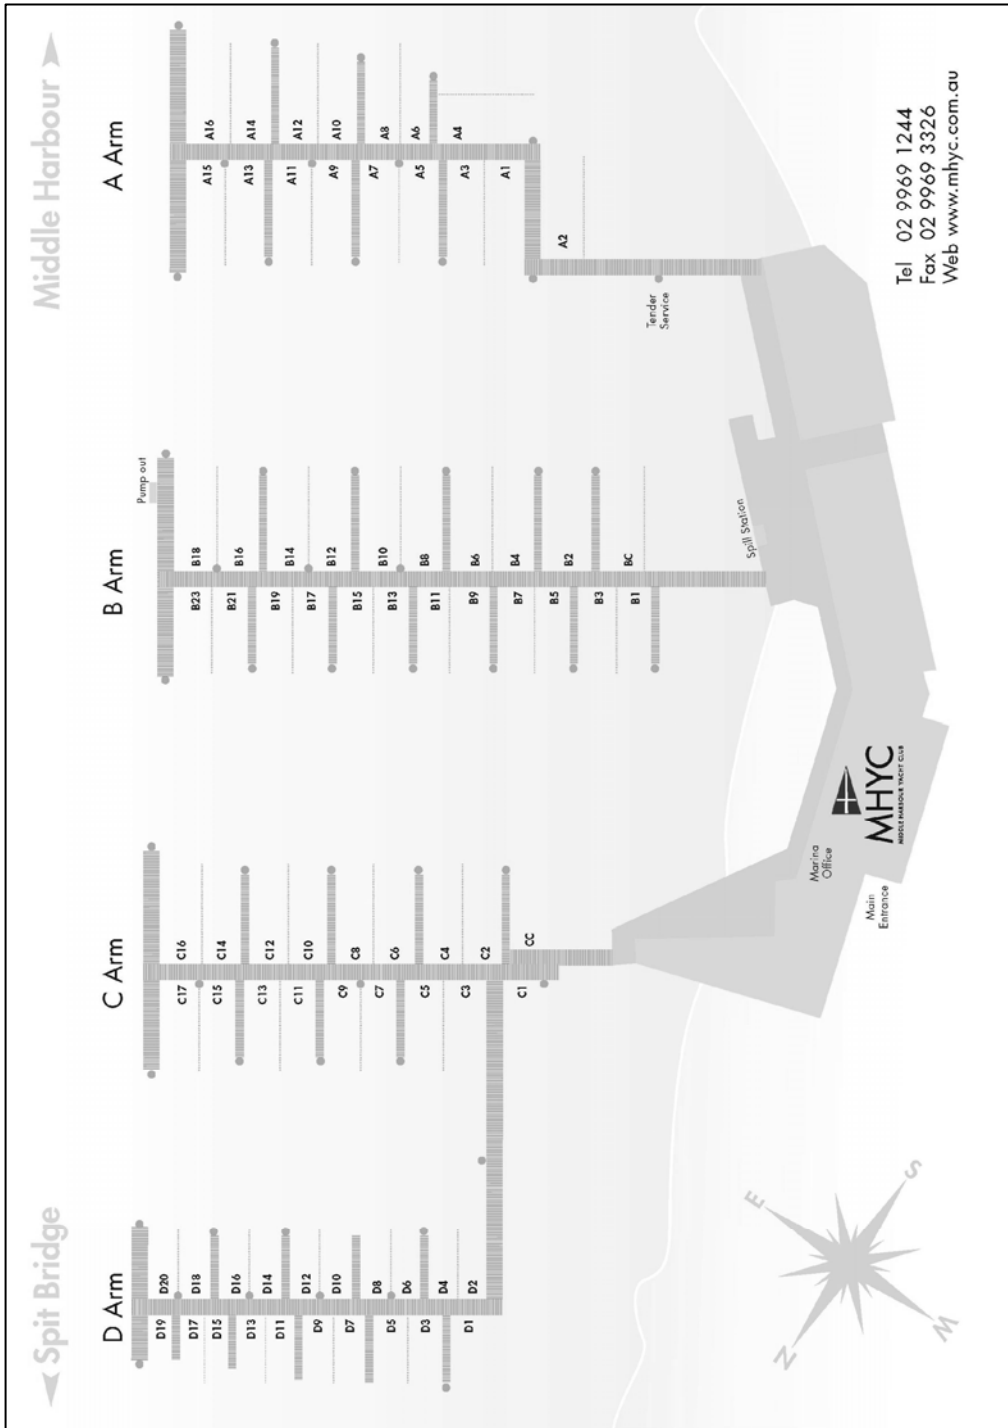 Spit Bridge
Middle Harbour
D Arm
C Arm
B Arm
A Arm
D19
D20
D17
D18
D15
D16
D13
D14
D11
D12
D9
D10
D7
D8
D5
D6
D3
D4
D1
D2
C17
C16
C15
C14
C13
C12
C11
C10
C9
C8
C7
C6
C5
C4
C3
C2
C1
CC
Pump out
B23
B18
B21
B16
B19
B14
B17
B12
B15
B10
B13
B8
B11
B6
B9
B4
B7
B2
B5
BC
B3
B1
A15
A16
A13
A14
A11
A12
A9
A10
A7
A8
A5
A6
A3
A4
A1
A2
Tender
Service
Spill Station
Marina
Office
Main
Entrance
MHYC
MIDDLE HARBOUR YACHT CLUB
N
E
S
W
Tel 02 9969 1244
Fax 02 9969 3326
Web www.mhyc.com.au